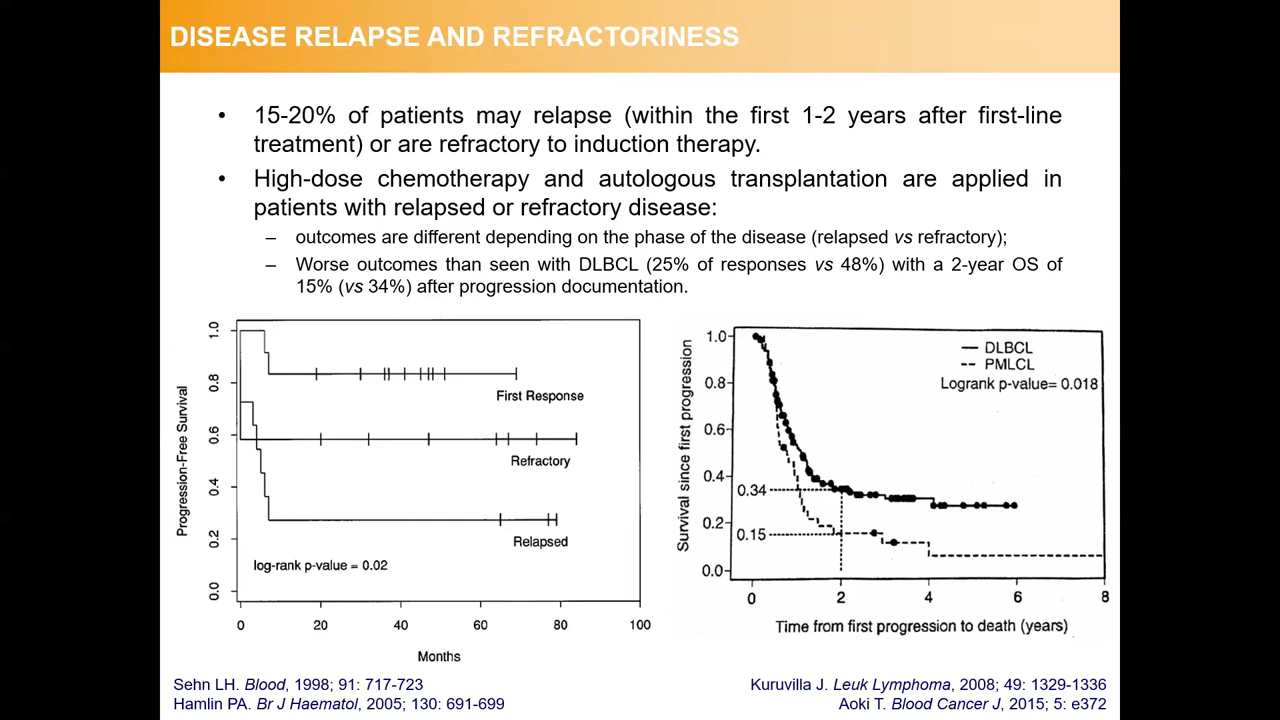 DISEASE RELAPSE AND REFRACTORINESS
• 15-20% of patients may relapse (within the first 1-2 years after first-line
treatment) or are refractory to induction therapy.
• High-dose chemotherapy and autologous transplantation are applied in
patients with relapsed or refractory disease:
– outcomes are different depending on the phase of the disease (relapsed vs refractory);
– Worse outcomes than seen with DLBCL (25% of responses vs 48%) with a 2-year OS of
15% (vs 34%) after progression documentation.
Progression-Free Survival
1.0
0.8
0.6
0.4
0.2
0.0
First Response
Refractory
Relapsed
log-rank p-value = 0.02
0 20 40 60 80 100
Months
Survival since first progression
1.0
0.8
0.6
0.4
0.34
0.2
0.15
0.0
DLBCL
PMLCL
Logrank p-value= 0.018
0 2 4 6 8
Time from first progression to death (years)
Sehn LH. Blood, 1998; 91: 717-723
Hamlin PA. Br J Haematol, 2005; 130: 691-699
Kuruvilla J. Leuk Lymphoma, 2008; 49: 1329-1336
Aoki T. Blood Cancer J, 2015; 5: e372